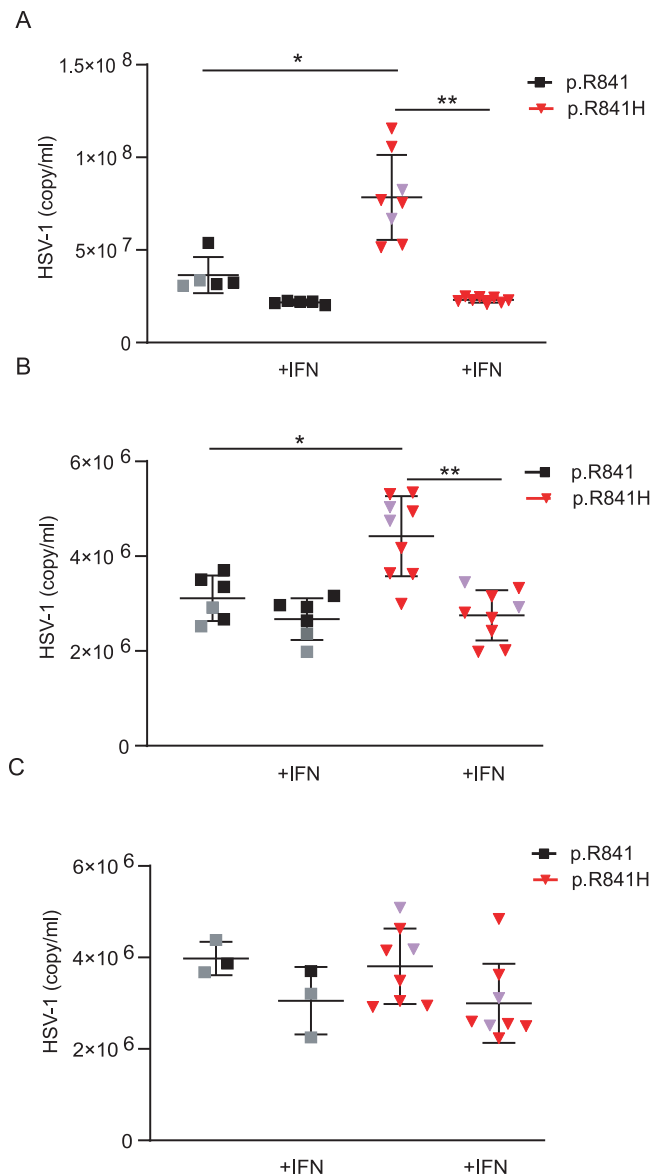 A
HSV-1 (copy/ml)
1.5×10 8
1×10 8
5×10 7
0
*
**
p.R841
p.R841H
+IFN
+IFN
B
HSV-1 (copy/ml)
6×10 6
4×10 6
2×10 6
0
*
**
p.R841
p.R841H
+IFN
+IFN
C
HSV-1 (copy/ml)
6×10 6
4×10 6
2×10 6
0
p.R841
p.R841H
+IFN
+IFN